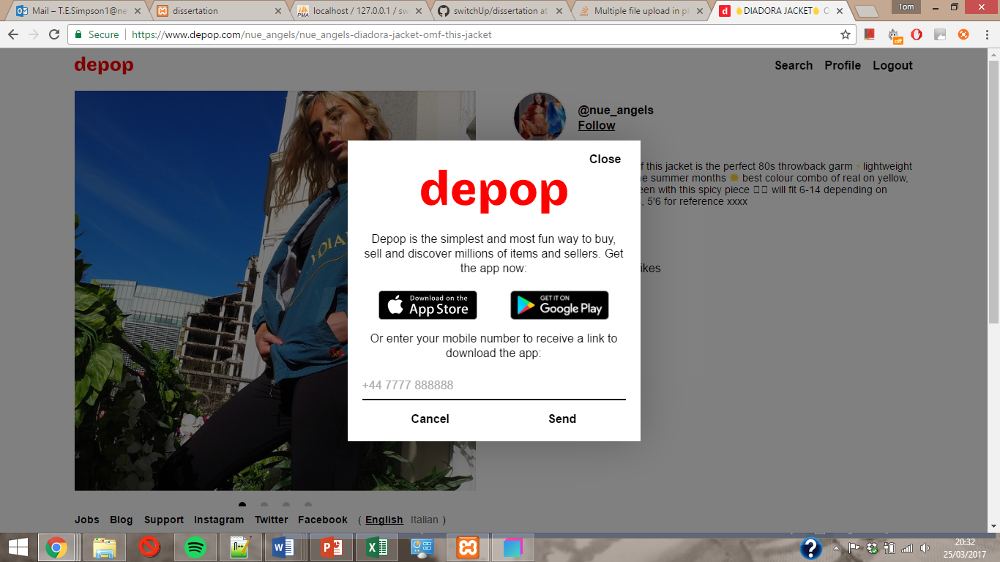 Mail – T.E.Simpson1@ne
dissertation
localhost / 127.0.0.1 / sw
switchUp/dissertation at
Multiple file upload in ph
DIADORA JACKET
Tom
Secure
https://www.depop.com/nue_angels/nue_angels-diadora-jacket-omf-this-jacket
off
depop
Search Profile Logout
@nue_angels
Follow
f this jacket is the perfect 80s throwback garm ⚡ lightweight
e summer months best colour combo of real on yellow,
een with this spicy piece will fit 6-14 depending on
, 5'6 for reference xxxx
ikes
DIA
Close
depop
Depop is the simplest and most fun way to buy,
sell and discover millions of items and sellers. Get
the app now:
Download on the
App Store
GET IT ON
Google Play
Or enter your mobile number to receive a link to
download the app:
+44 7777 888888
Cancel Send
Jobs Blog Support Instagram Twitter Facebook ( English Italian )
20:32
25/03/2017